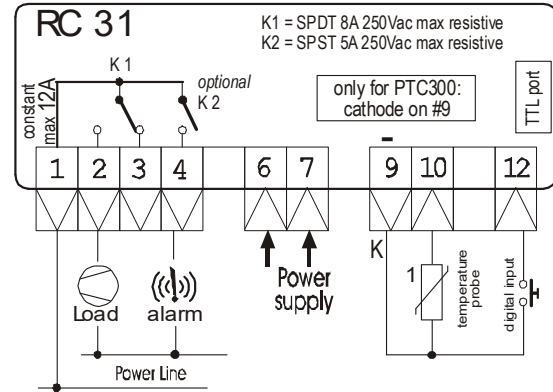 RC 31
K1 = SPDT 8A 250Vac max resistive
K2 = SPST 5A 250Vac max resistive
constant
max 12A
K 1
optional
K 2
only for PTC300:
cathode on #9
TTL port
1 2 3 4 6 7 9 10 12
K
Load
alarm
Power
supply
1
temperature
probe
digital input
Power Line